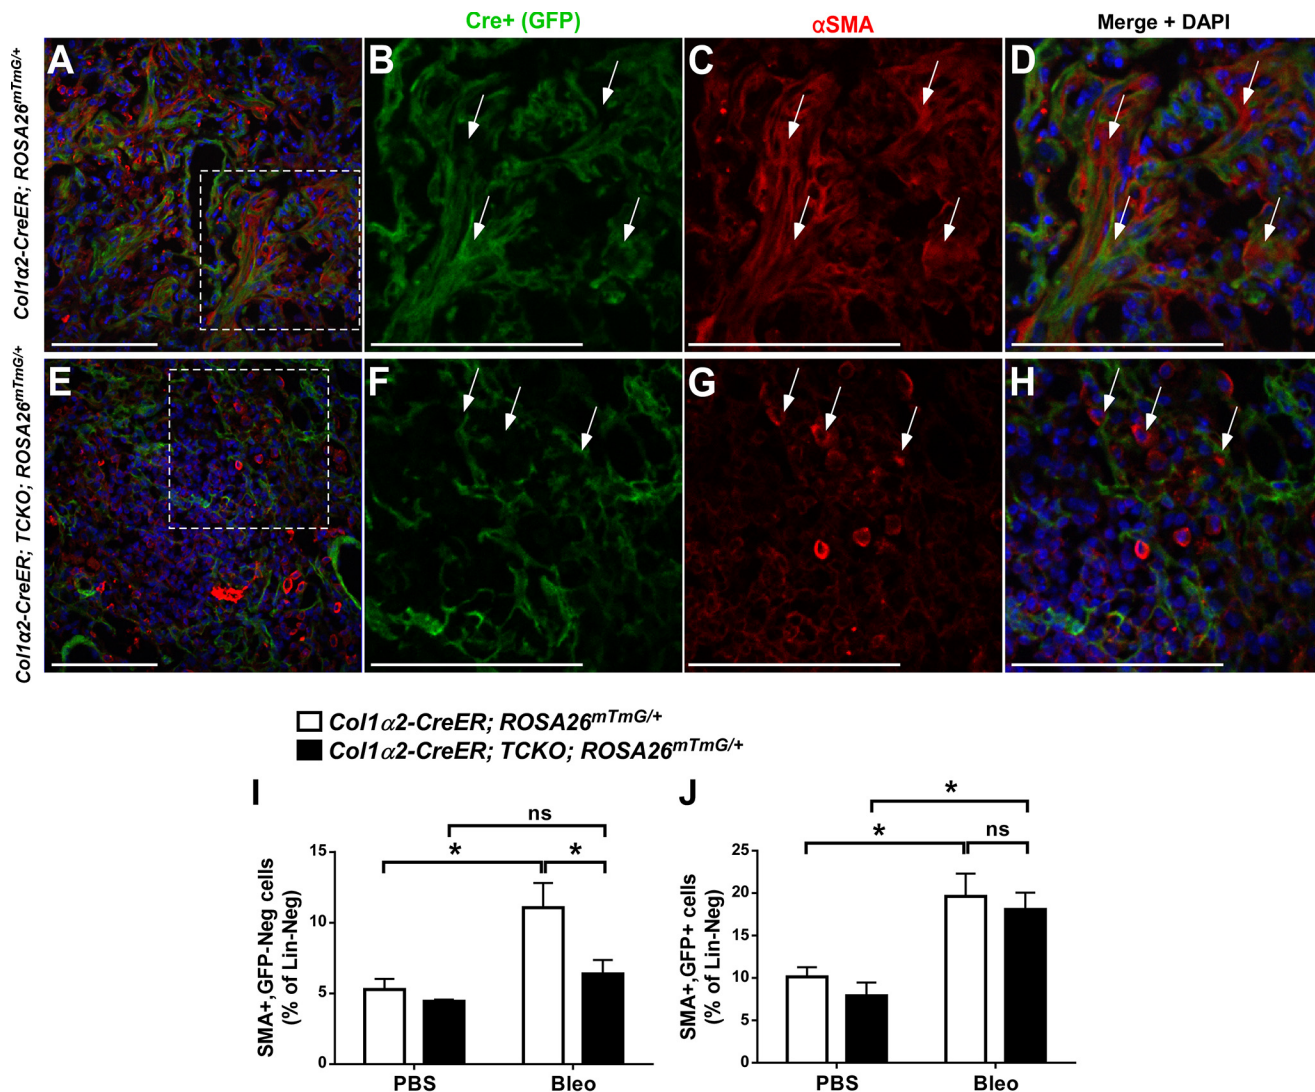 Cre+ (GFP) αSMA Merge + DAPI
Col1α2-CreER; ROSA26mTmG/+
A B C D
Col1α2-CreER; TCKO; ROSA26mTmG/+
E F G H
Col1α2-CreER; ROSA26mTmG/+
Col1α2-CreER; TCKO; ROSA26mTmG/+
I
SMA+,GFP-Neg cells
(% of Lin-Neg)
ns
* *
15
10
5
0
PBS Bleo
J
SMA+,GFP+ cells
(% of Lin-Neg)
*
* ns
25
20
15
10
5
0
PBS Bleo